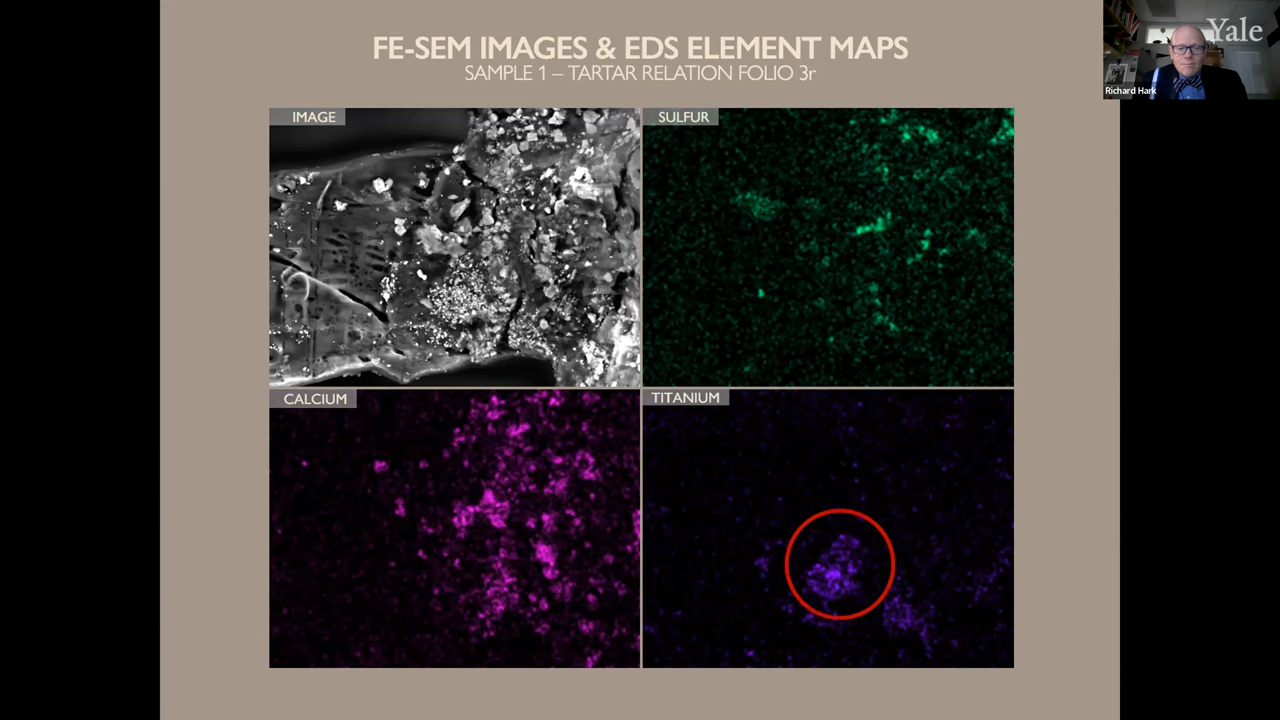 FE-SEM IMAGES & EDS ELEMENT MAPS
SAMPLE 1 – TARTAR RELATION FOLIO 3r
IMAGE
SULFUR
CALCIUM
TITANIUM
Yale
Richard Hark